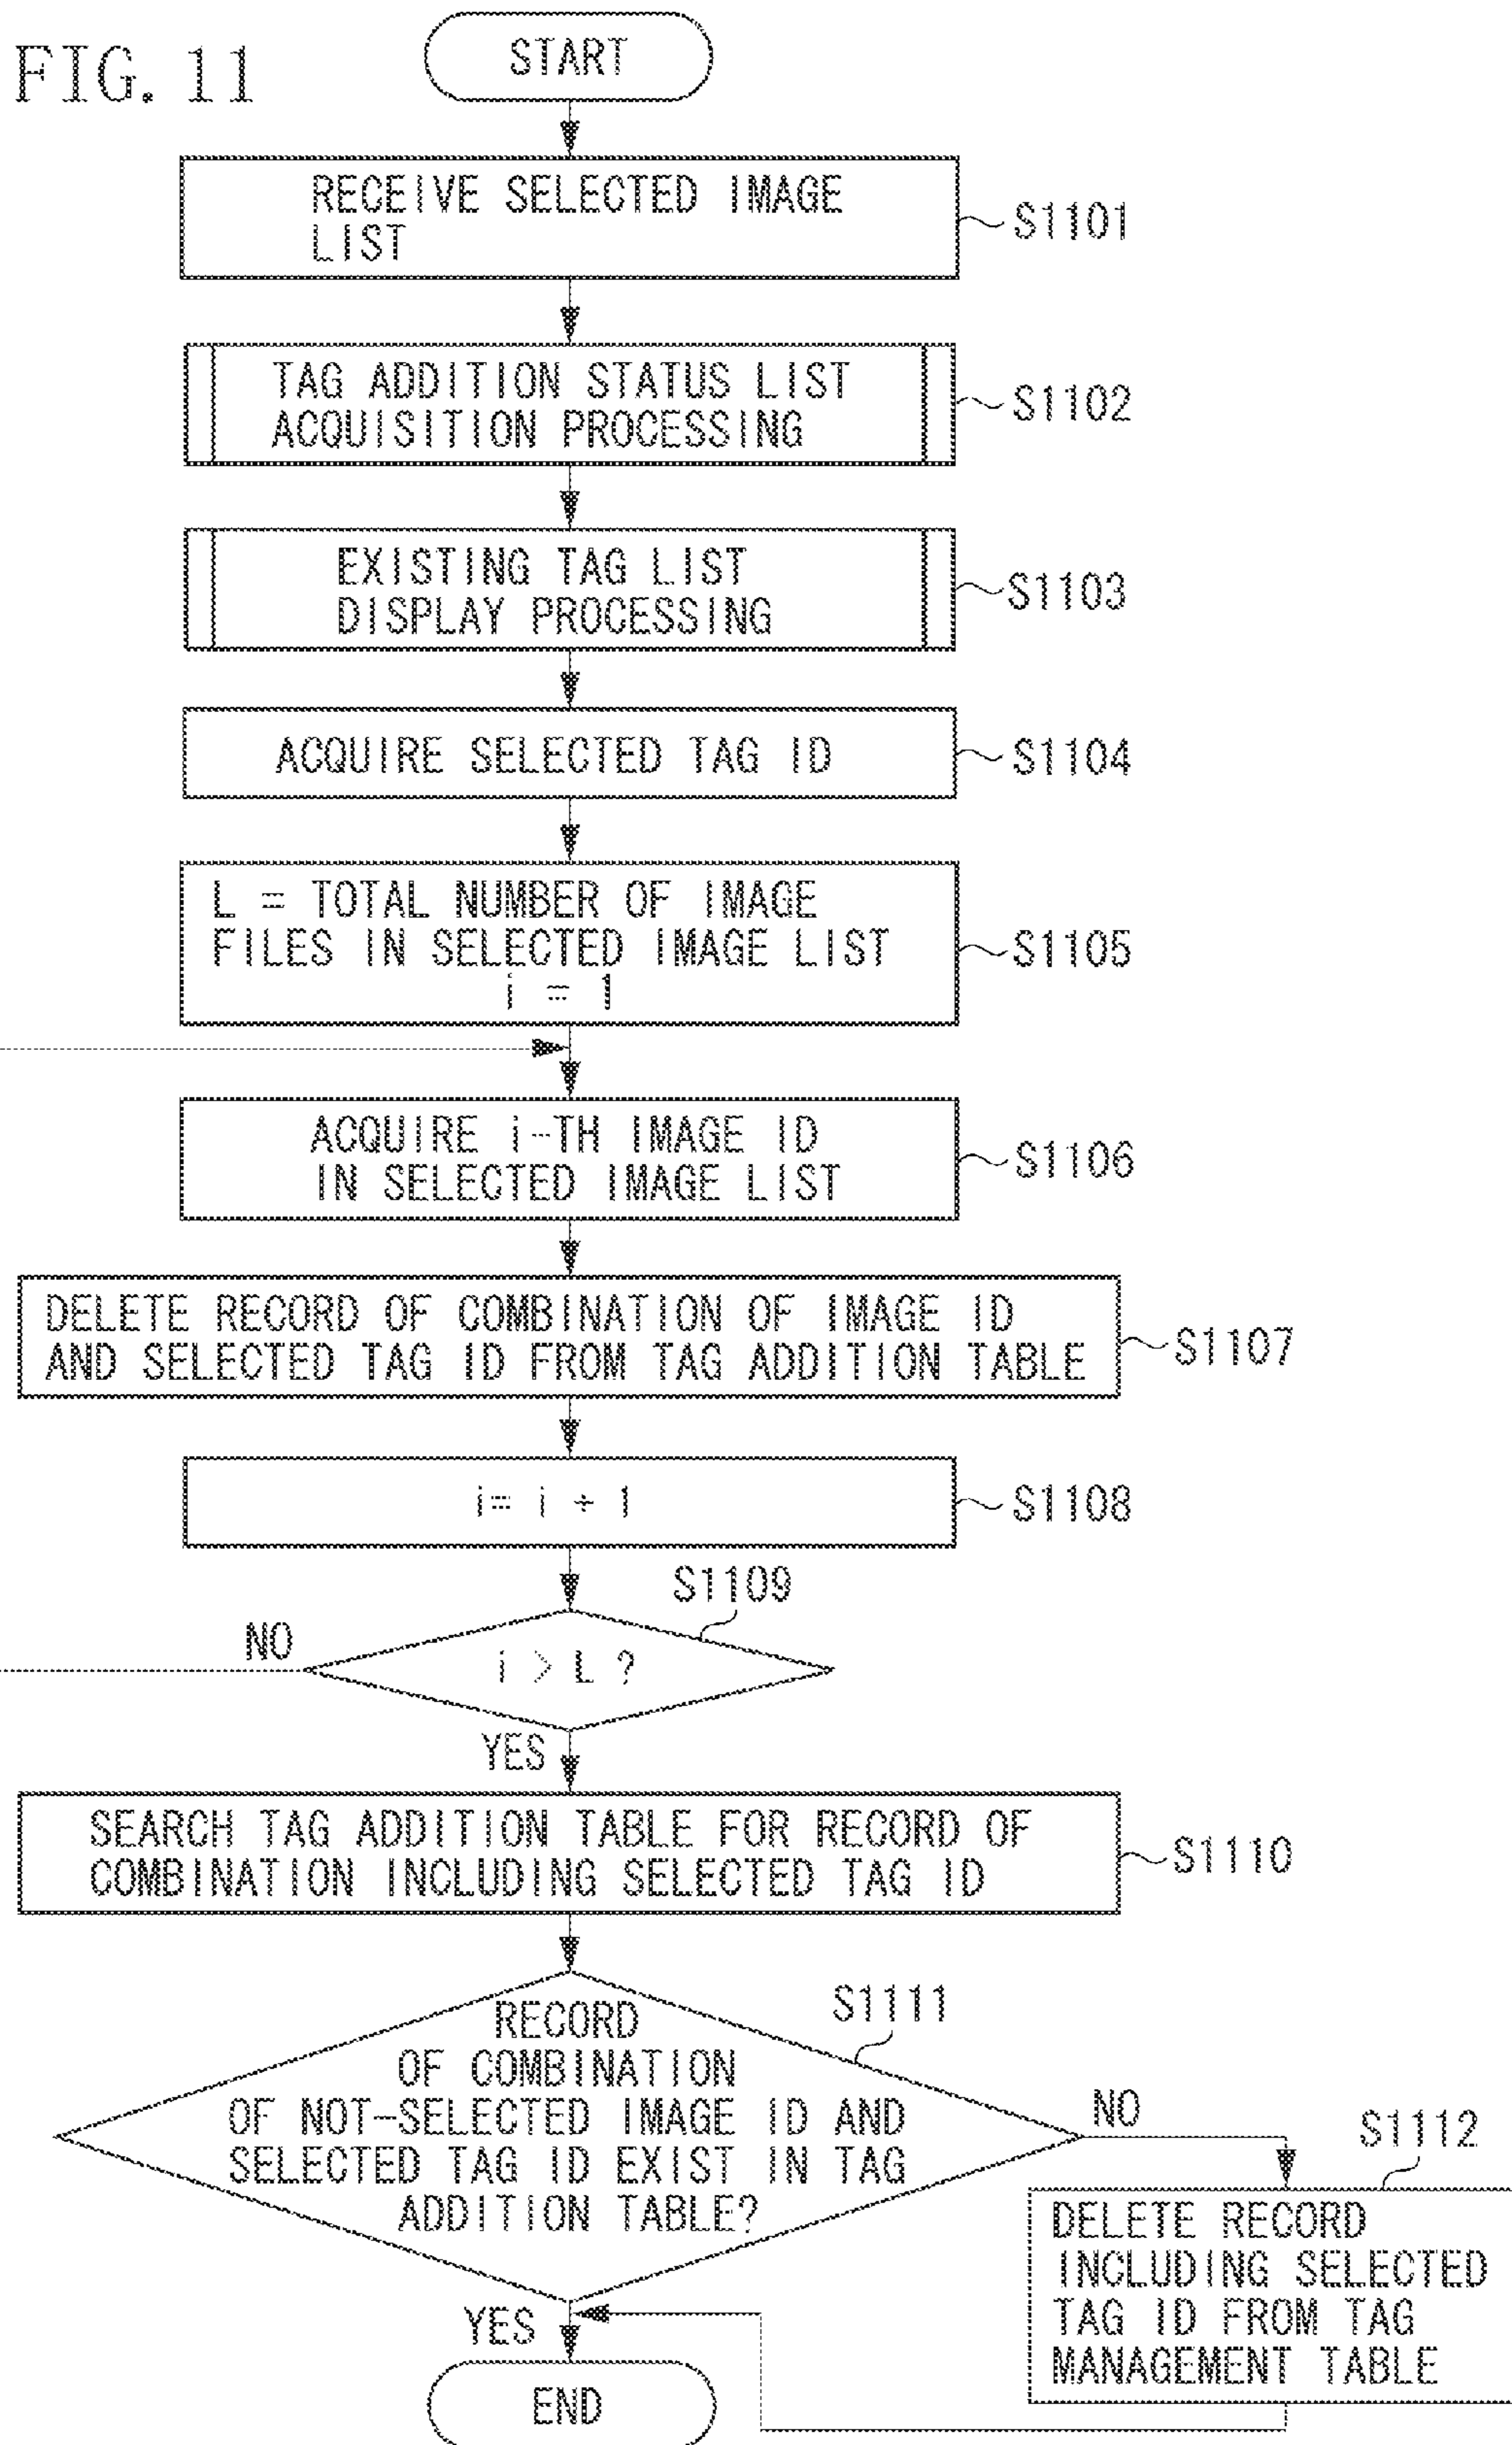 FIG. 11
START
RECEIVE SELECTED IMAGE
LIST
S1101
TAG ADDITION STATUS LIST
ACQUISITION PROCESSING
S1102
EXISTING TAG LIST
DISPLAY PROCESSING
S1103
ACQUIRE SELECTED TAG ID
S1104
L = TOTAL NUMBER OF IMAGE
FILES IN SELECTED IMAGE LIST
i = 1
S1105
ACQUIRE i-TH IMAGE ID
IN SELECTED IMAGE LIST
S1106
DELETE RECORD OF COMBINATION OF IMAGE ID
AND SELECTED TAG ID FROM TAG ADDITION TABLE
S1107
i= i + 1
S1108
S1109
NO
i > L ?
YES
SEARCH TAG ADDITION TABLE FOR RECORD OF
COMBINATION INCLUDING SELECTED TAG ID
S1110
S1111
RECORD
OF COMBINATION
OF NOT-SELECTED IMAGE ID AND
SELECTED TAG ID EXIST IN TAG
ADDITION TABLE?
NO
S1112
DELETE RECORD
INCLUDING SELECTED
TAG ID FROM TAG
MANAGEMENT TABLE
YES
END